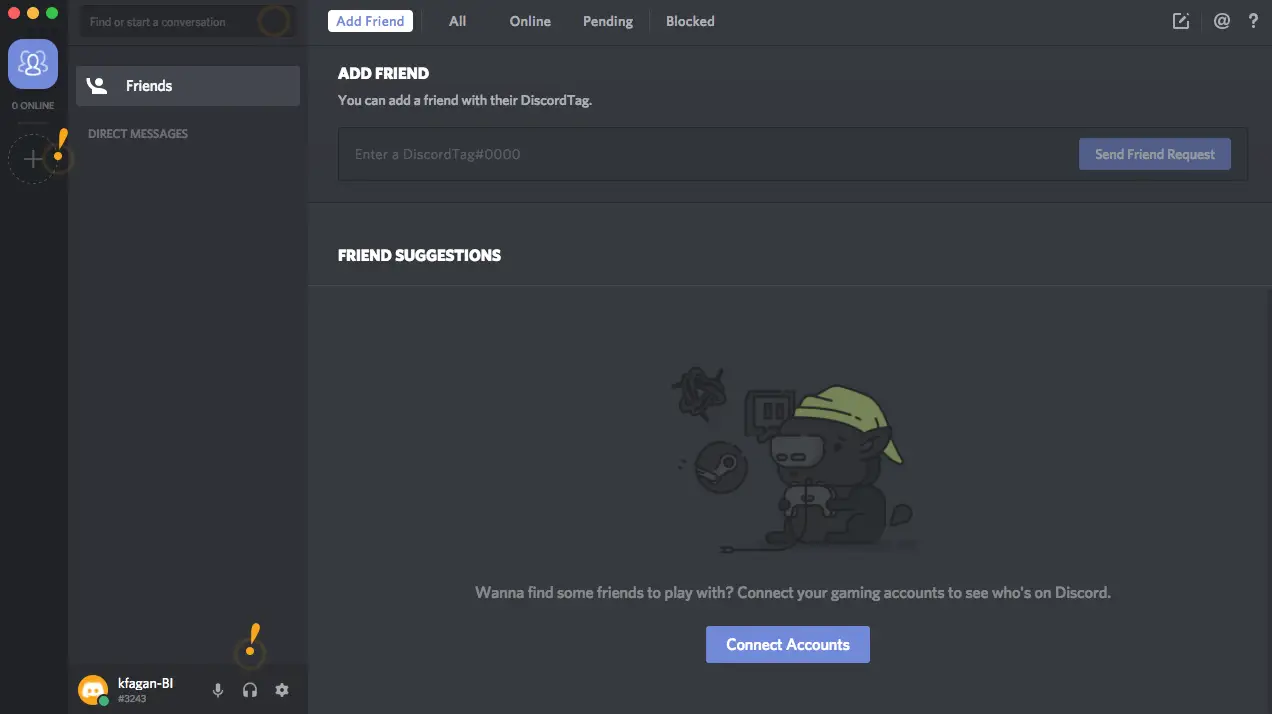 Find or start a conversation
Add Friend
All
Online
Pending
Blocked
@
?
0 ONLINE
Friends
DIRECT MESSAGES
ADD FRIEND
You can add a friend with their DiscordTag.
Enter a DiscordTag#0000
Send Friend Request
FRIEND SUGGESTIONS
Wanna find some friends to play with? Connect your gaming accounts to see who's on Discord.
Connect Accounts
kfagan-BI
#3243